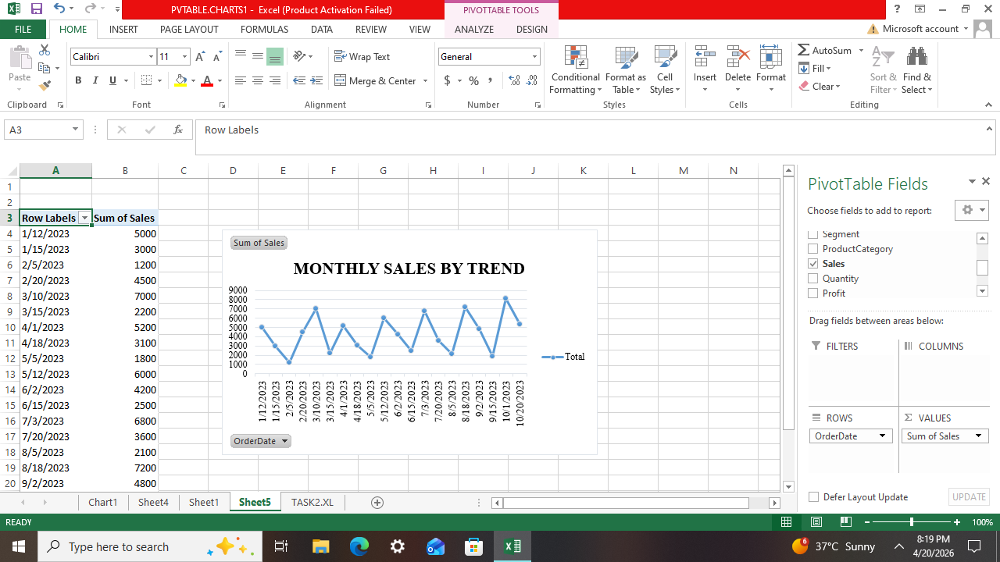 PVTABLE.CHARTS1 - Excel (Product Activation Failed)
PIVOTTABLE TOOLS
FILE HOME INSERT PAGE LAYOUT FORMULAS DATA REVIEW VIEW ANALYZE DESIGN Microsoft account
Paste
Calibri 11
B I U A
Wrap Text
Merge & Center
General
$ % ,
Conditional Formatting
Format as Table
Cell Styles
Insert Delete Format
AutoSum
Fill
Clear
Sort & Filter
Find & Select
Clipboard Font Alignment Number Styles Cells Editing
A3 fx Row Labels
A B C D E F G H I J K L M N
1
2
3 Row Labels Sum of Sales
4 1/12/2023 5000
5 1/15/2023 3000
6 2/5/2023 1200
7 2/20/2023 4500
8 3/10/2023 7000
9 3/15/2023 2200
10 4/1/2023 5200
11 4/18/2023 3100
12 5/5/2023 1800
13 5/12/2023 6000
14 6/2/2023 4200
15 6/15/2023 2500
16 7/3/2023 6800
17 7/20/2023 3600
18 8/5/2023 2100
19 8/18/2023 7200
20 9/2/2023 4800
Sum of Sales
MONTHLY SALES BY TREND
9000
8000
7000
6000
5000
4000
3000
2000
1000
0
1/12/2023
1/15/2023
2/5/2023
2/20/2023
3/10/2023
3/15/2023
4/1/2023
4/18/2023
5/5/2023
5/12/2023
6/2/2023
6/15/2023
7/3/2023
7/20/2023
8/5/2023
8/18/2023
9/2/2023
9/15/2023
10/1/2023
10/20/2023
Total
OrderDate
PivotTable Fields
Choose fields to add to report:
Segment
ProductCategory
Sales
Quantity
Profit
Drag fields between areas below:
FILTERS
COLUMNS
ROWS
VALUES
OrderDate
Sum of Sales
Defer Layout Update
UPDATE
Chart1 Sheet4 Sheet1 Sheet5 TASK2.XL
READY
100%
Type here to search
6
37°C Sunny
8:19 PM
4/20/2026